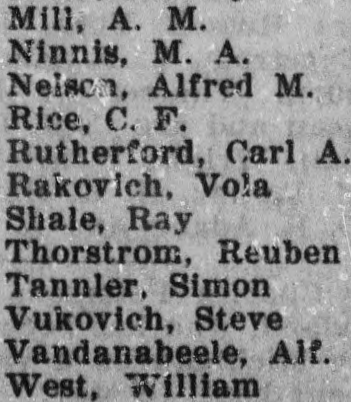 Mill, A. M.
Ninnis, M. A.
Nelson, Alfred M.
Rice, C. F.
Rutherford, Carl A.
Rakovich, Vola
Shale, Ray
Thorstrom, Reuben
Tannler, Simon
Vukovich, Steve
Vandanabeele, Alf.
West, William